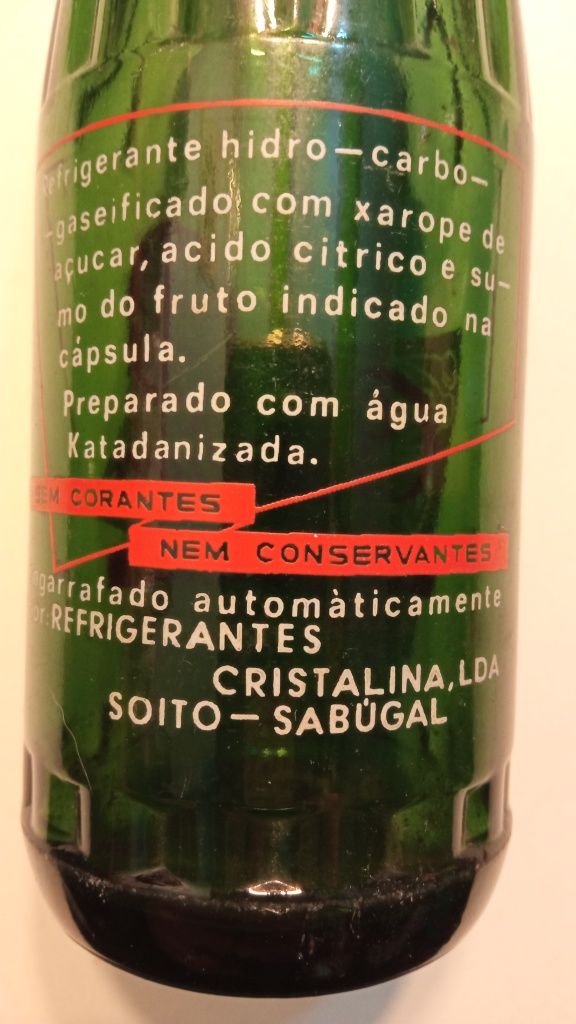 Refrigerante hidro-carbo-
-gaseificado com xarope de
açucar, acido citrico e su-
mo do fruto indicado na
cápsula.
Preparado com água
Katadanizada.
SEM CORANTES
NEM CONSERVANTES
ngarrafado automàticamente
or:REFRIGERANTES
CRISTALINA, LDA
SOITO-SABÚGAL